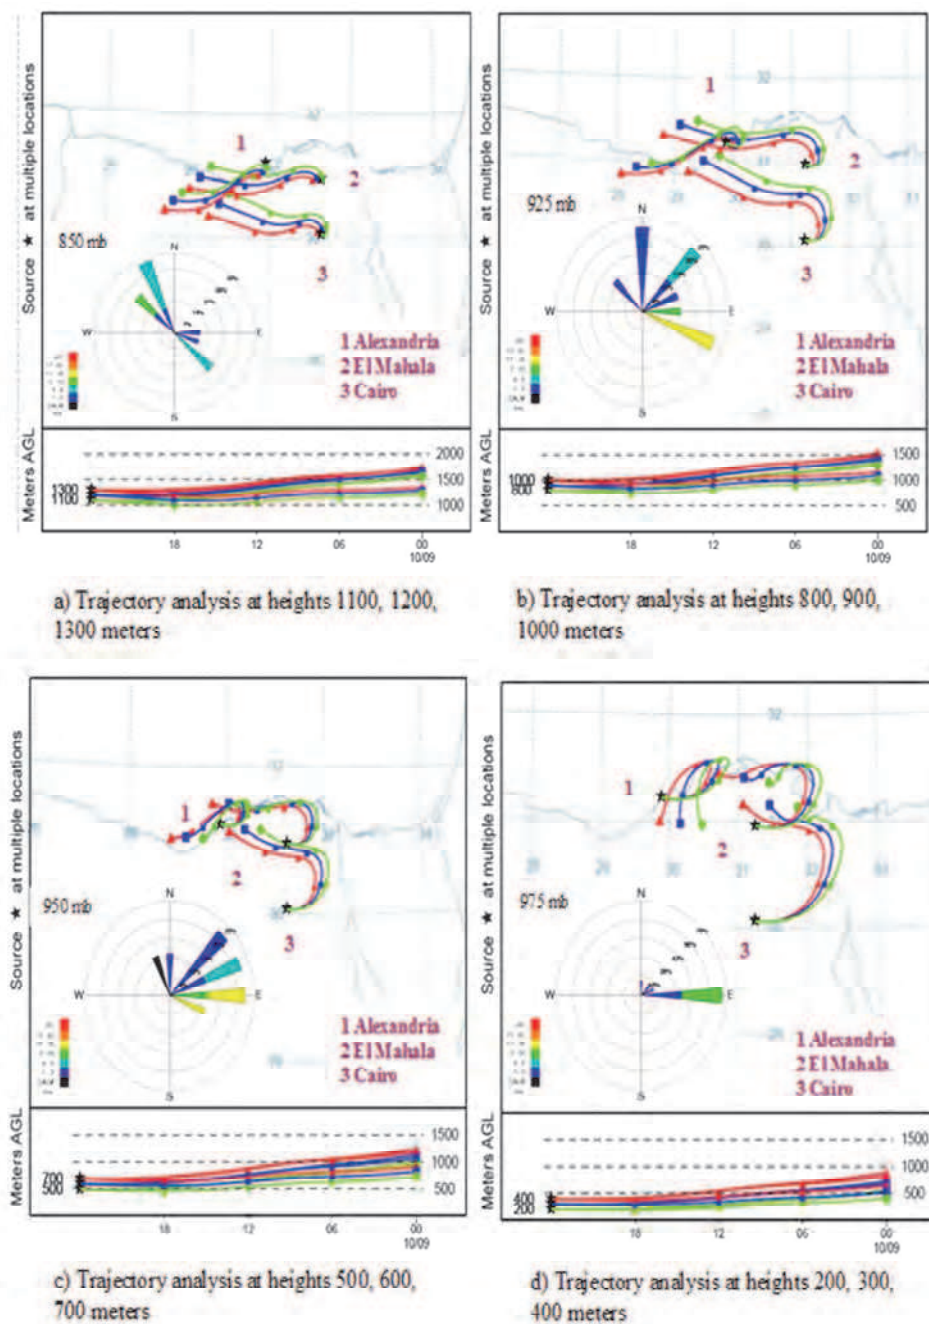 Source ★ at multiple locations
1
2
3
850 mb
N
W
E
S
1 Alexandria
2 El Mahala
3 Cairo
Meters AGL
2000
1500
1000
1300
1100
18
12
06
00
10/09
a) Trajectory analysis at heights 1100, 1200,
1300 meters
Source ★ at multiple locations
32
1
2
3
925 mb
N
W
E
S
1 Alexandria
2 El Mahala
3 Cairo
Meters AGL
1500
1000
500
1000
800
18
12
06
00
10/09
b) Trajectory analysis at heights 800, 900,
1000 meters
Source ★ at multiple locations
1
2
3
950 mb
N
W
E
S
1 Alexandria
2 El Mahala
3 Cairo
Meters AGL
1500
1000
500
700
500
18
12
06
00
10/09
c) Trajectory analysis at heights 500, 600,
700 meters
Source ★ at multiple locations
32
1
2
3
975 mb
N
W
E
S
1 Alexandria
2 El Mahala
3 Cairo
Meters AGL
1500
1000
500
400
200
18
12
06
00
10/09
d) Trajectory analysis at heights 200, 300,
400 meters